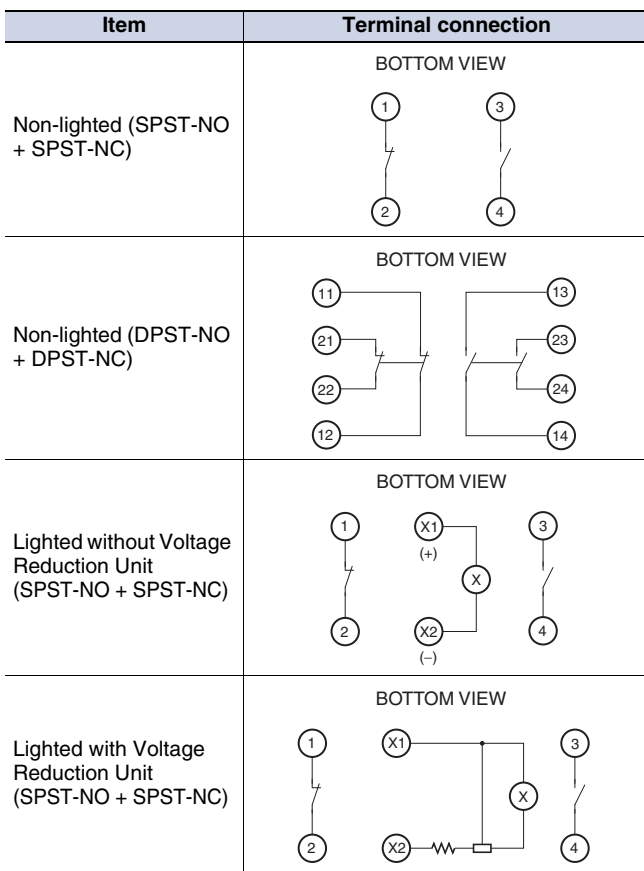 Item Terminal connection
Non-lighted (SPST-NO
+ SPST-NC)
BOTTOM VIEW
1 3
2 4
Non-lighted (DPST-NO
+ DPST-NC)
BOTTOM VIEW
11 13
21 23
22 24
12 14
Lighted without Voltage
Reduction Unit
(SPST-NO + SPST-NC)
BOTTOM VIEW
1 X1 3
(+)
X
2 X2 4
(−)
Lighted with Voltage
Reduction Unit
(SPST-NO + SPST-NC)
BOTTOM VIEW
1 X1 3
X
2 X2 4